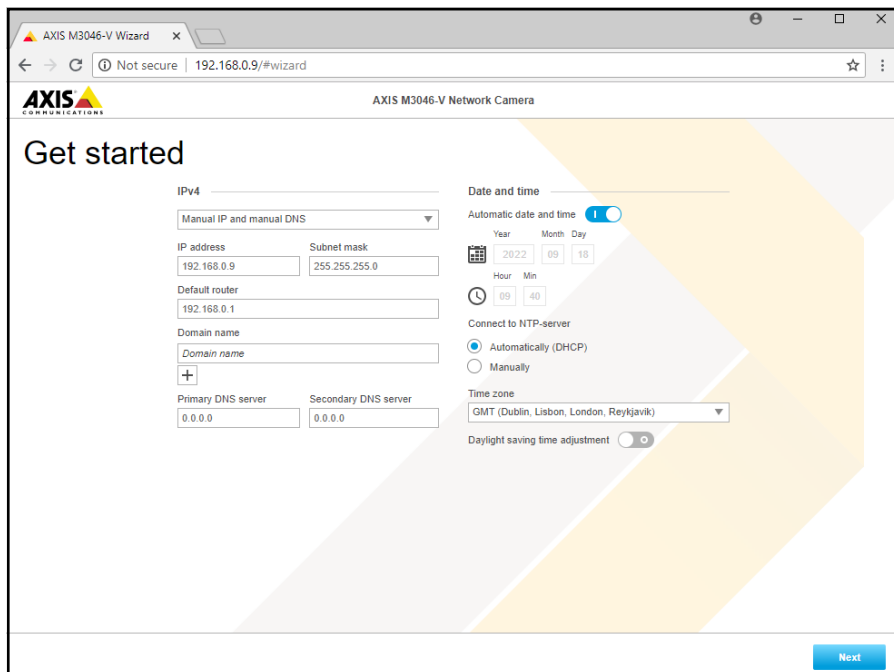 AXIS M3046-V Wizard
Not secure 192.168.0.9/#wizard
AXIS
COMMUNICATIONS
AXIS M3046-V Network Camera
Get started
IPv4
Manual IP and manual DNS
IP address Subnet mask
192.168.0.9 255.255.255.0
Default router
192.168.0.1
Domain name
Domain name
Primary DNS server Secondary DNS server
0.0.0.0 0.0.0.0
Date and time
Automatic date and time
Year Month Day
2022 09 18
Hour Min
09 40
Connect to NTP-server
Automatically (DHCP)
Manually
Time zone
GMT (Dublin, Lisbon, London, Reykjavik)
Daylight saving time adjustment
Next